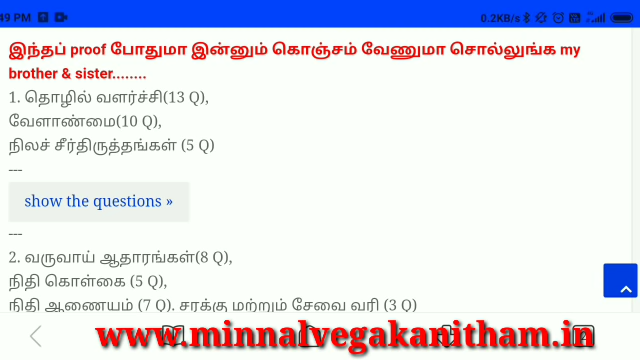 49 PM 0.2KB/s
இந்தப் proof போதுமா இன்னும் கொஞ்சம் வேணுமா சொல்லுங்க my
brother & sister........
1. தொழில் வளர்ச்சி(13 Q),
வேளாண்மை(10 Q),
நிலச் சீர்திருத்தங்கள் (5 Q)
---
show the questions »
---
2. வருவாய் ஆதாரங்கள்(8 Q),
நிதி கொள்கை (5 Q),
நிதி ஆணையம் (7 Q). சரக்கு மற்றும் சேவை வரி (3 Q)
www.minnalvegakanitham.in